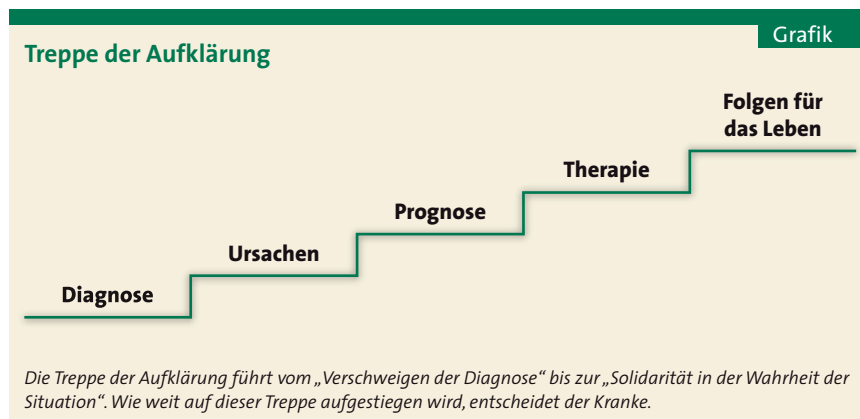 Grafik
Treppe der Aufklärung
Folgen für
das Leben
Therapie
Prognose
Ursachen
Diagnose
Die Treppe der Aufklärung führt vom „Verschweigen der Diagnose“ bis zur „Solidarität in der Wahrheit der
Situation“. Wie weit auf dieser Treppe aufgestiegen wird, entscheidet der Kranke.